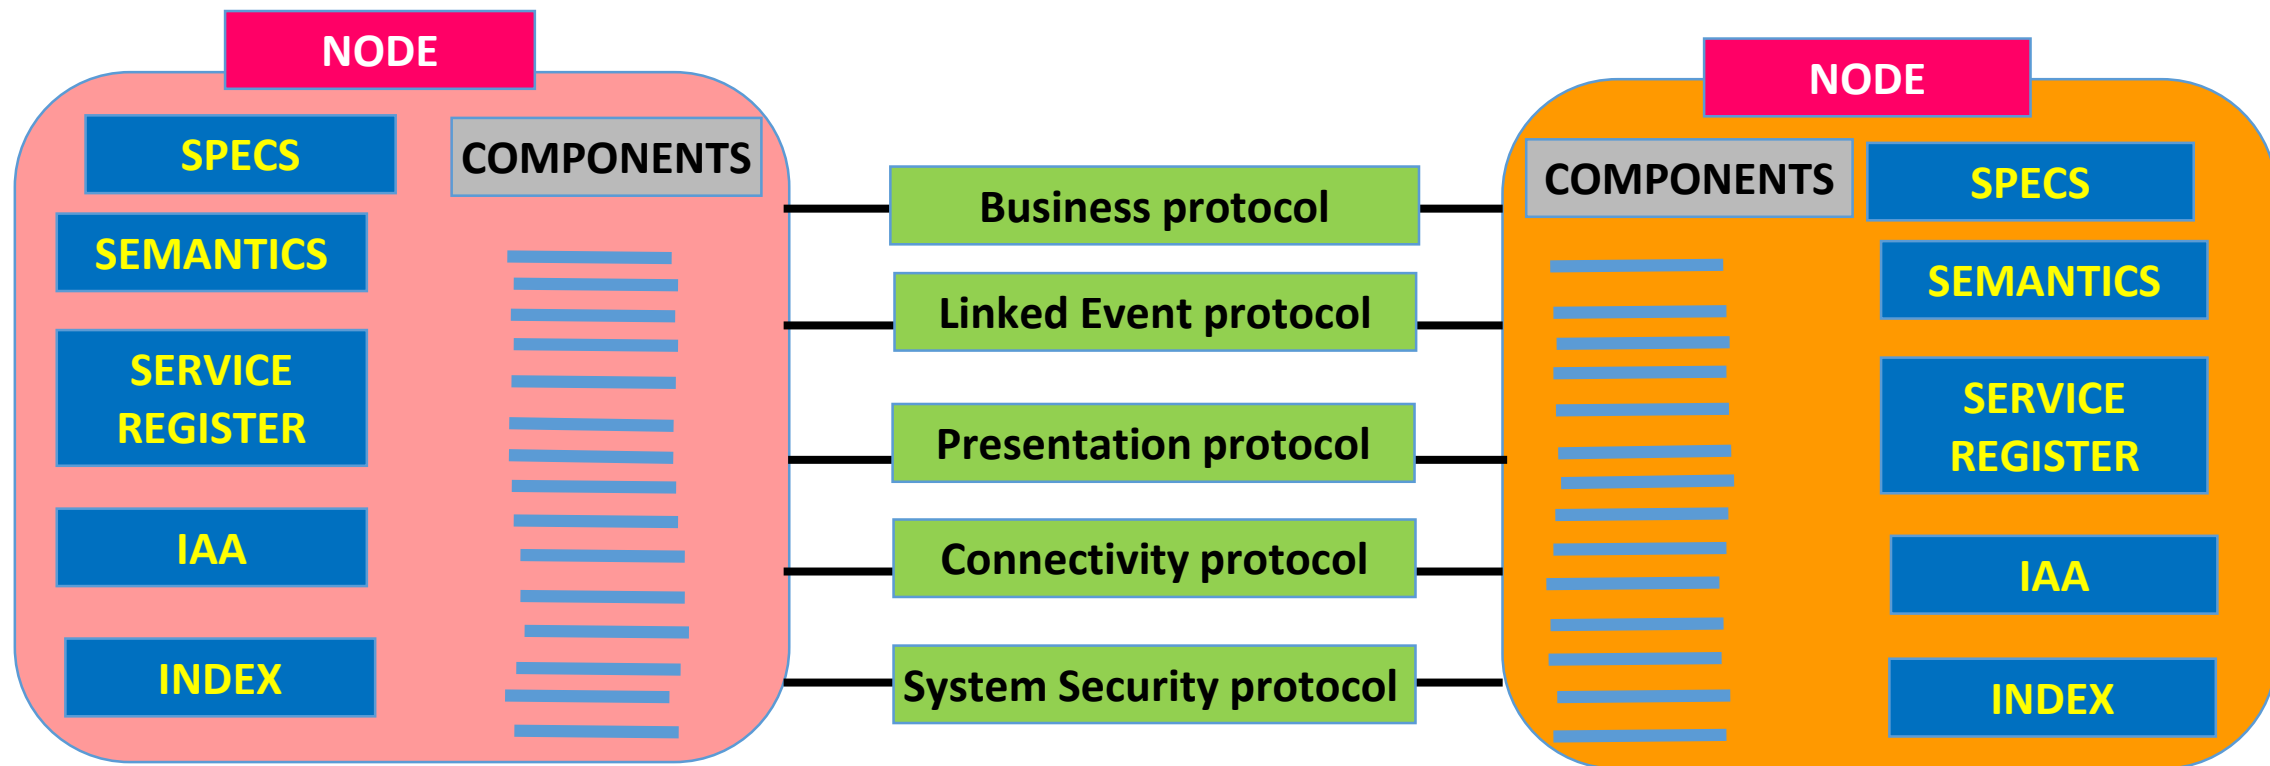 NODE
SPECS
COMPONENTS
SEMANTICS
SERVICE
REGISTER
IAA
INDEX
Business protocol
Linked Event protocol
Presentation protocol
Connectivity protocol
System Security protocol
NODE
COMPONENTS
SPECS
SEMANTICS
SERVICE
REGISTER
IAA
INDEX